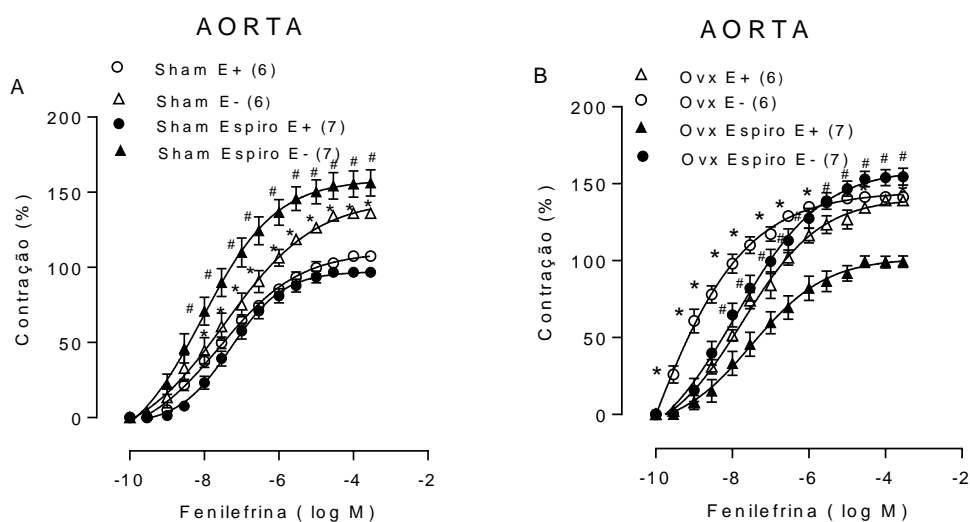 AORTA
A
Sham E+ (6)
Sham E- (6)
Sham Espiro E+ (7)
Sham Espiro E- (7)
200
150
100
50
0
Contração (%)
-10 -8 -6 -4 -2
Fenilefrina ( log M)
AORTA
B
Ovx E+ (6)
Ovx E- (6)
Ovx Espiro E+ (7)
Ovx Espiro E- (7)
200
150
100
50
0
Contração (%)
-10 -8 -6 -4 -2
Fenilefrina ( log M)